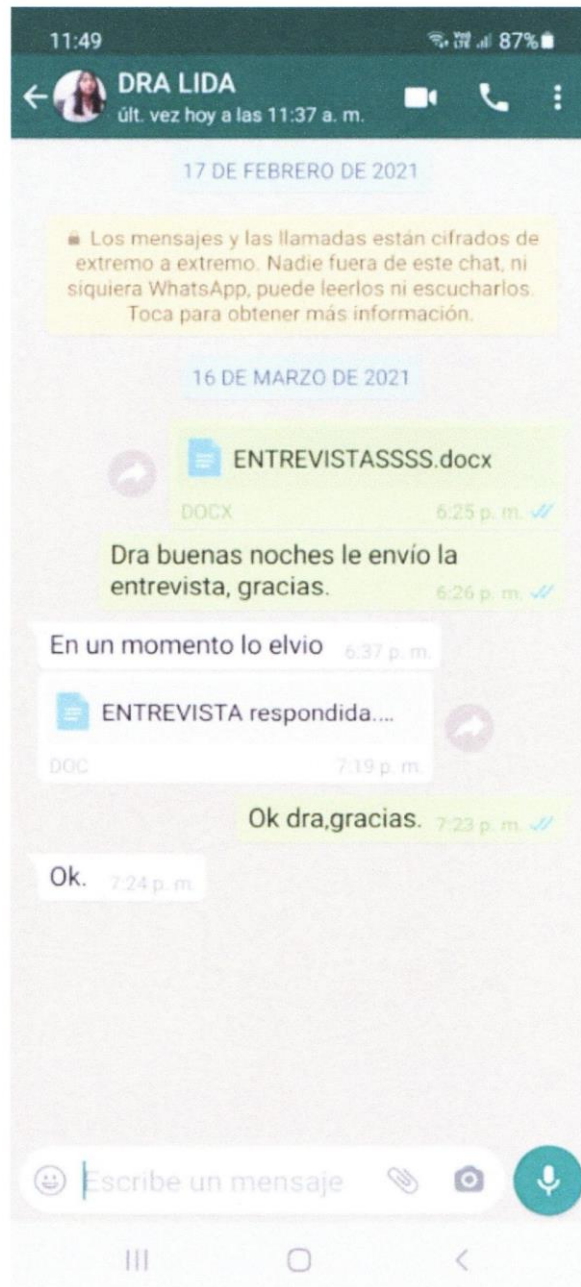 11:49 87%
DRA LIDA
últ. vez hoy a las 11:37 a. m.
17 DE FEBRERO DE 2021
Los mensajes y las llamadas están cifrados de
extremo a extremo. Nadie fuera de este chat, ni
siquiera WhatsApp, puede leerlos ni escucharlos.
Toca para obtener más información.
16 DE MARZO DE 2021
ENTREVISTASSSS.docx
DOCX 6:25 p. m.
Dra buenas noches le envío la
entrevista, gracias. 6:26 p. m.
En un momento lo elvio 6:37 p. m.
ENTREVISTA respondida....
DOC 7:19 p. m.
Ok dra,gracias. 7:23 p. m.
Ok. 7:24 p. m.
Escribe un mensaje